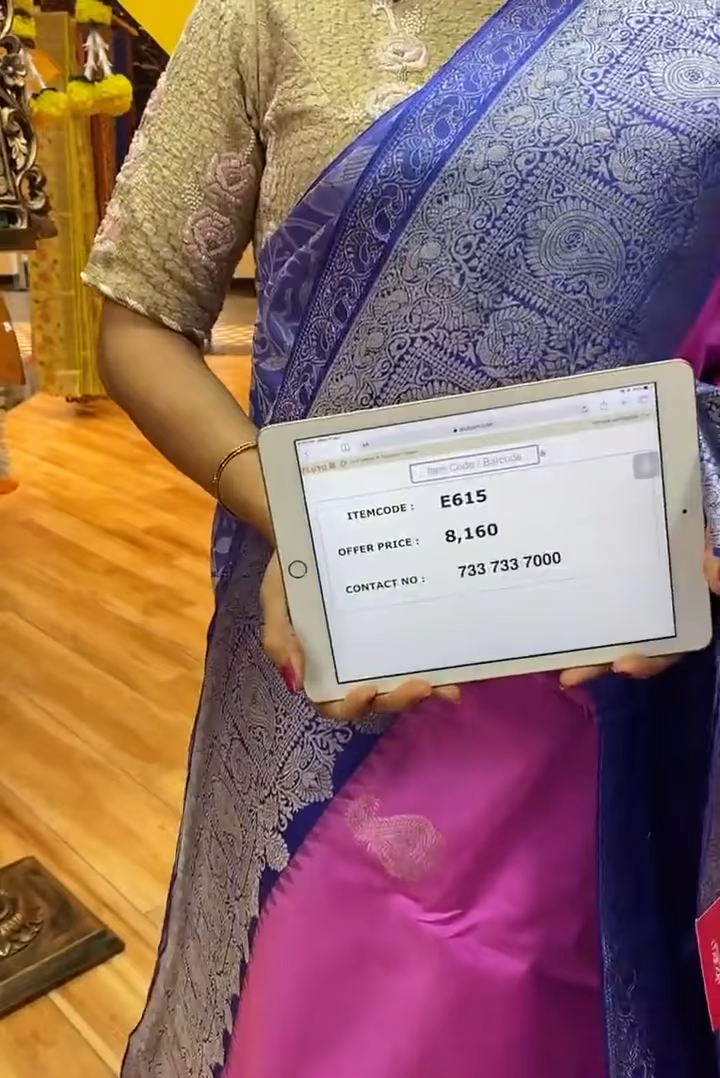 Item Code / Barcode
ITEMCODE : E615
OFFER PRICE : 8,160
CONTACT NO : 733 733 7000